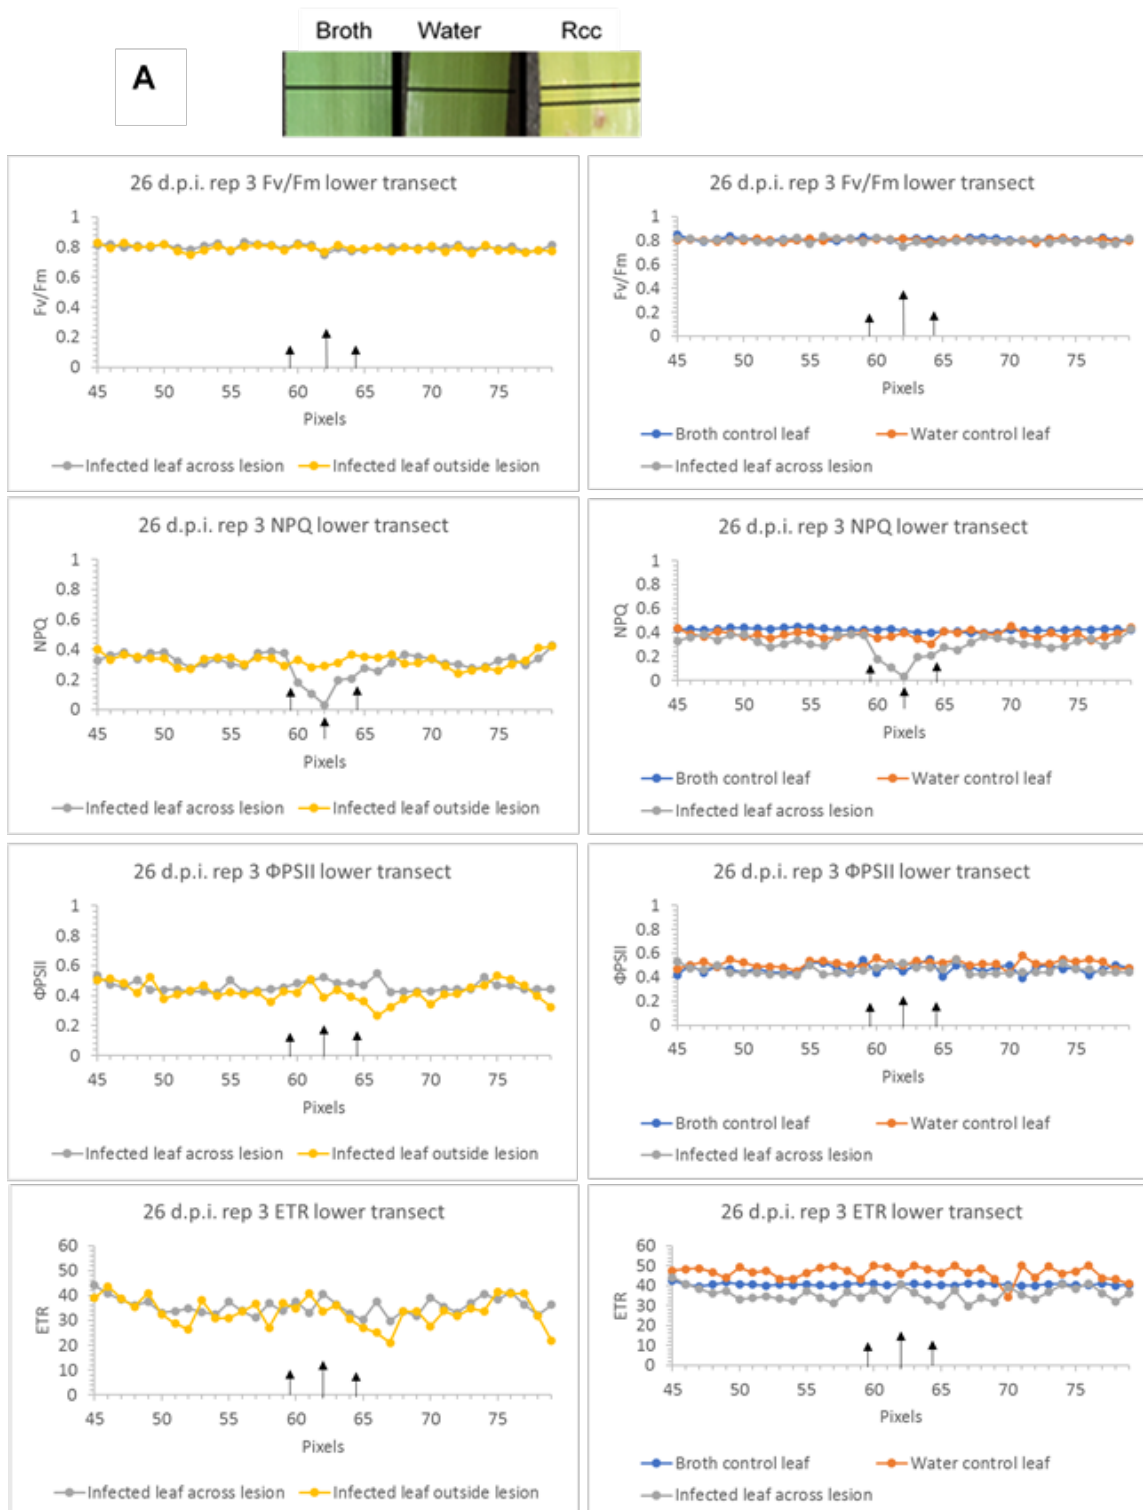 Broth Water Rcc
A
26 d.p.i. rep 3 Fv/Fm lower transect
Fv/Fm
1
0.8
0.6
0.4
0.2
0
45 50 55 60 65 70 75
Pixels
Infected leaf across lesion Infected leaf outside lesion
26 d.p.i. rep 3 Fv/Fm lower transect
Fv/Fm
1
0.8
0.6
0.4
0.2
0
45 50 55 60 65 70 75
Pixels
Broth control leaf Water control leaf
Infected leaf across lesion
26 d.p.i. rep 3 NPQ lower transect
NPQ
1
0.8
0.6
0.4
0.2
0
45 50 55 60 65 70 75
Pixels
Infected leaf across lesion Infected leaf outside lesion
26 d.p.i. rep 3 NPQ lower transect
NPQ
1
0.8
0.6
0.4
0.2
0
45 50 55 60 65 70 75
Pixels
Broth control leaf Water control leaf
Infected leaf across lesion
26 d.p.i. rep 3 ΦPSII lower transect
ΦPSII
1
0.8
0.6
0.4
0.2
0
45 50 55 60 65 70 75
Pixels
Infected leaf across lesion Infected leaf outside lesion
26 d.p.i. rep 3 ΦPSII lower transect
ΦPSII
1
0.8
0.6
0.4
0.2
0
45 50 55 60 65 70 75
Pixels
Broth control leaf Water control leaf
Infected leaf across lesion
26 d.p.i. rep 3 ETR lower transect
ETR
60
50
40
30
20
10
0
45 50 55 60 65 70 75
Pixels
Infected leaf across lesion Infected leaf outside lesion
26 d.p.i. rep 3 ETR lower transect
ETR
60
50
40
30
20
10
0
45 50 55 60 65 70 75
Pixels
Broth control leaf Water control leaf
Infected leaf across lesion